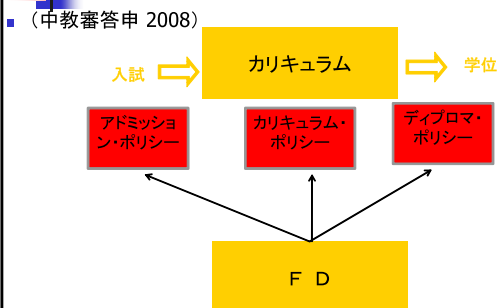 （中教審答申 2008）
入試
カリキュラム
学位
アドミッショ
ン・ポリシー
カリキュラム・
ポリシー
ディプロマ・
ポリシー
ＦＤ